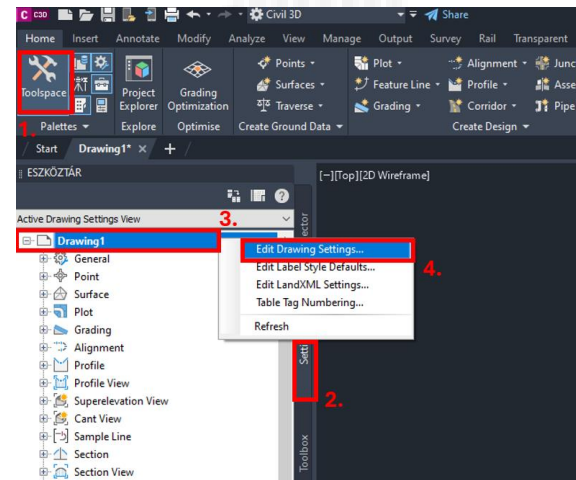 C C3D Civil 3D Share
Home Insert Annotate Modify Analyze View Manage Output Survey Rail Transparent
Points Plot Alignment Junc
Surfaces Feature Line Profile Asse
Traverse Grading Corridor Pipe
Toolspace Project Explorer Grading Optimization
1.
Palettes Explore Optimise Create Ground Data Create Design
Start Drawing1* × +
ESZKÖZTÁR
[−][Top][2D Wireframe]
Active Drawing Settings View
3.
Drawing1
Edit Drawing Settings...
4.
Edit Label Style Defaults...
Edit LandXML Settings...
Table Tag Numbering...
Refresh
General
Point
Surface
Plot
Grading
Alignment
Profile
Profile View
Superelevation View
Cant View
Sample Line
Section
Section View
Setti
2.
Toolbox